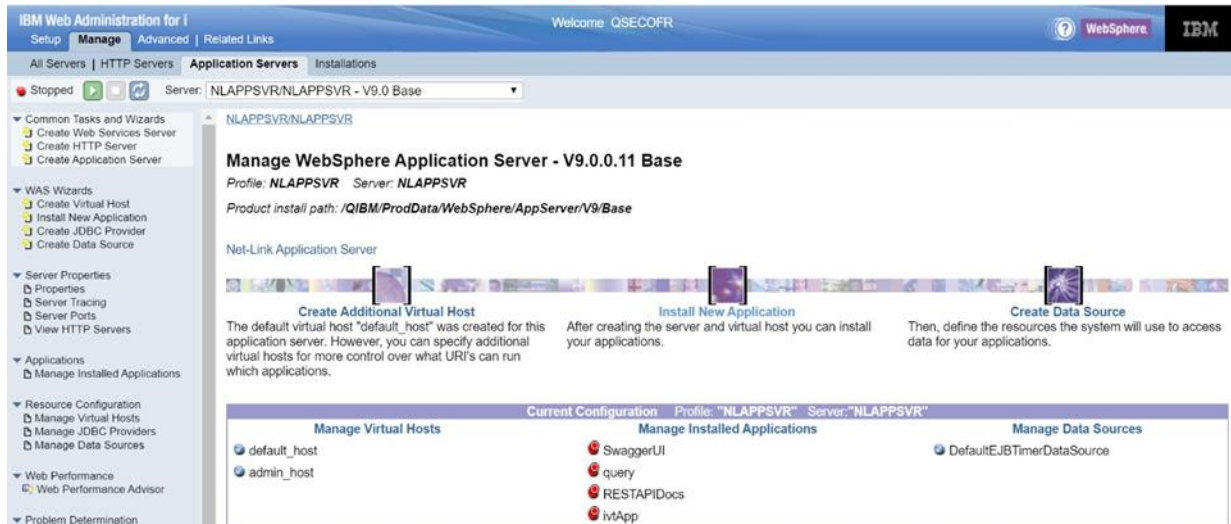 IBM Web Administration for i
Welcome QSECOFR
WebSphere.
IBM
Setup Manage Advanced | Related Links
All Servers | HTTP Servers Application Servers Installations
Stopped Server: NLAPPSVR/NLAPPSVR - V9.0 Base
Common Tasks and Wizards
Create Web Services Server
Create HTTP Server
Create Application Server
WAS Wizards
Create Virtual Host
Install New Application
Create JDBC Provider
Create Data Source
Server Properties
Properties
Server Tracing
Server Ports
View HTTP Servers
Applications
Manage Installed Applications
Resource Configuration
Manage Virtual Hosts
Manage JDBC Providers
Manage Data Sources
Web Performance
Web Performance Advisor
Problem Determination
NLAPPSVR/NLAPPSVR
Manage WebSphere Application Server - V9.0.0.11 Base
Profile: NLAPPSVR Server: NLAPPSVR
Product install path: /QIBM/ProdData/WebSphere/AppServer/V9/Base
Net-Link Application Server
Create Additional Virtual Host
The default virtual host "default_host" was created for this
application server. However, you can specify additional
virtual hosts for more control over what URI's can run
which applications.
Install New Application
After creating the server and virtual host you can install
your applications.
Create Data Source
Then, define the resources the system will use to access
data for your applications.
Current Configuration Profile: "NLAPPSVR" Server:"NLAPPSVR"
Manage Virtual Hosts
default_host
admin_host
Manage Installed Applications
SwaggerUI
query
RESTAPIDocs
ivtApp
Manage Data Sources
DefaultEJBTimerDataSource